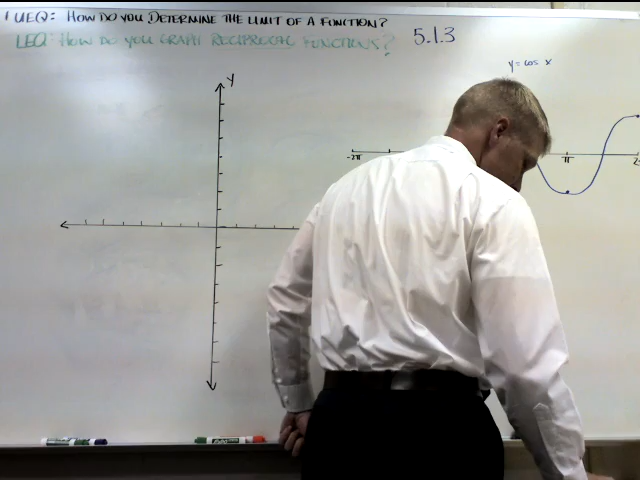 UEQ: HOW DO YOU DETERMINE THE LIMIT OF A FUNCTION?
LEQ: HOW DO YOU GRAPH RECIPROCAL FUNCTIONS? 5.1.3
y = cos x
y
-2π π 2